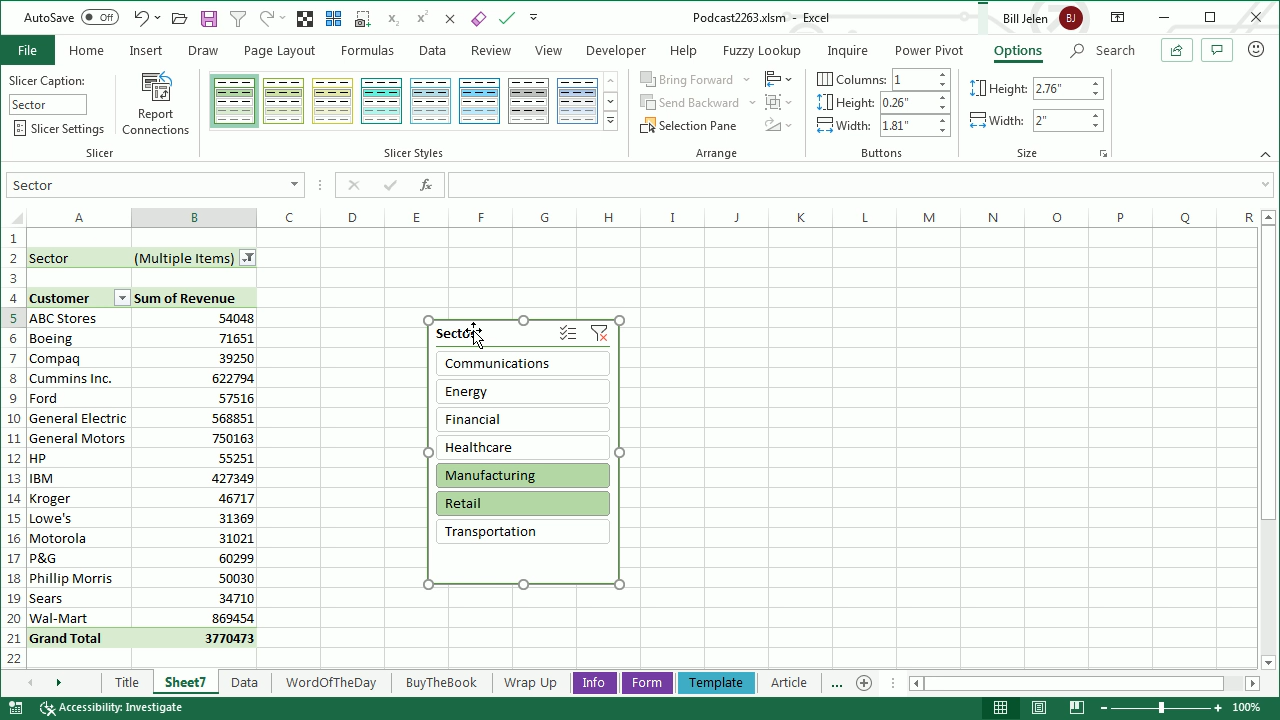 AutoSave Off
Podcast2263.xlsm - Excel
Bill Jelen BJ
File Home Insert Draw Page Layout Formulas Data Review View Developer Help Fuzzy Lookup Inquire Power Pivot Options Search
Slicer Caption:
Sector
Slicer Settings
Report
Connections
Slicer
Slicer Styles
Bring Forward
Send Backward
Selection Pane
Arrange
Columns: 1
Height: 0.26"
Width: 1.81"
Buttons
Height: 2.76"
Width: 2"
Size
Sector fx
A B C D E F G H I J K L M N O P Q R
1
2 Sector (Multiple Items)
3
4 Customer Sum of Revenue
5 ABC Stores 54048
6 Boeing 71651
7 Compaq 39250
8 Cummins Inc. 622794
9 Ford 57516
10 General Electric 568851
11 General Motors 750163
12 HP 55251
13 IBM 427349
14 Kroger 46717
15 Lowe's 31369
16 Motorola 31021
17 P&G 60299
18 Phillip Morris 50030
19 Sears 34710
20 Wal-Mart 869454
21 Grand Total 3770473
22
Sector
Communications
Energy
Financial
Healthcare
Manufacturing
Retail
Transportation
Title Sheet7 Data WordOfTheDay BuyTheBook Wrap Up Info Form Template Article ...
Accessibility: Investigate
100%